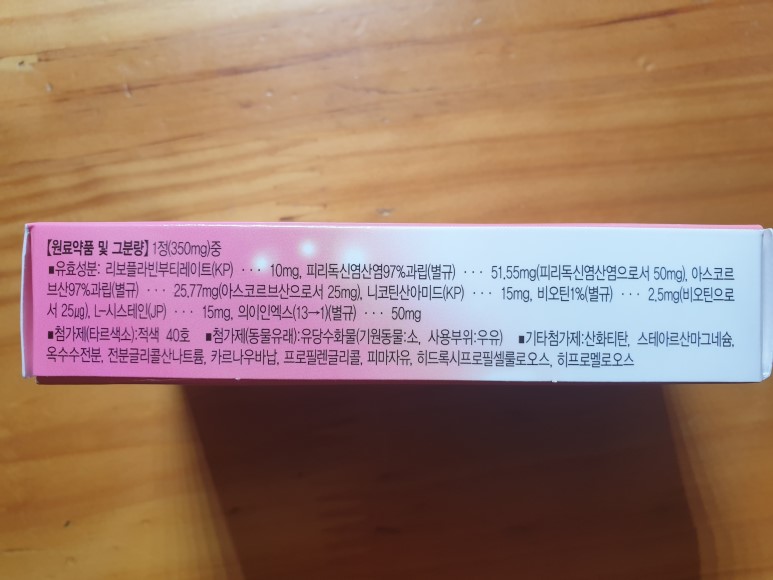 【원료약품 및 그분량】 1정(350mg)중
■유효성분: 리보플라빈부티레이트(KP) ··· 10mg, 피리독신염산염97%과립(별규) ··· 51.55mg(피리독신염산염으로서 50mg), 아스코르
브산97%과립(별규) ··· 25.77mg(아스코르브산으로서 25mg), 니코틴산아미드(KP) ··· 15mg, 비오틴1%(별규) ··· 2.5mg(비오틴으로
서 25㎍), L-시스테인(JP) ··· 15mg, 의이인엑스(13→1)(별규) ··· 50mg
■첨가제(타르색소):적색 40호 ■첨가제(동물유래):유당수화물(기원동물:소, 사용부위:우유) ■기타첨가제:산화티탄, 스테아르산마그네슘,
옥수수전분, 전분글리콜산나트륨, 카르나우바납, 프로필렌글리콜, 피마자유, 히드록시프로필셀룰로오스, 히프로멜로오스